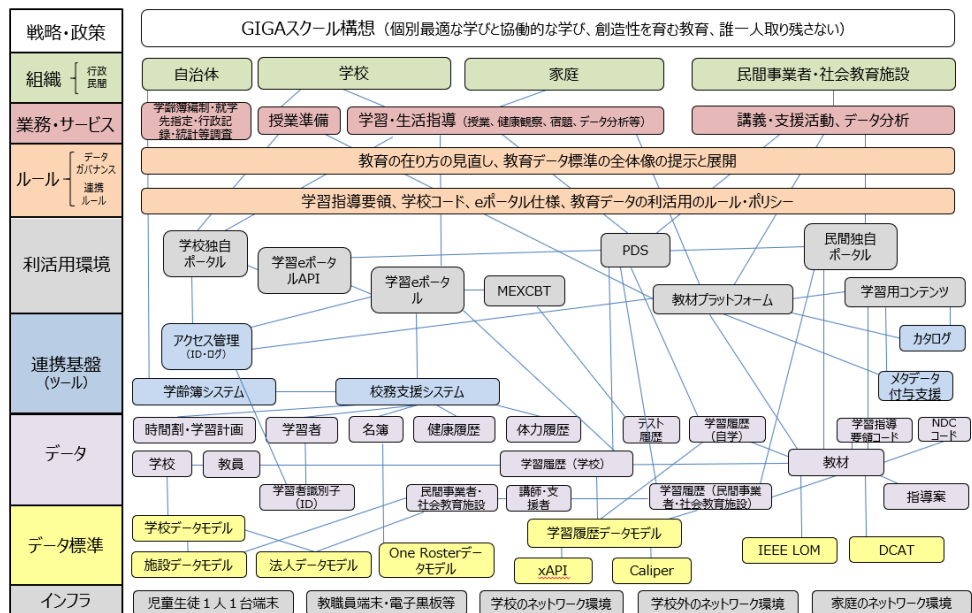 戦略・政策
GIGAスクール構想（個別最適な学びと協働的な学び、創造性を育む教育、誰一人取り残さない）
組織
行政
民間
自治体
学校
家庭
民間事業者・社会教育施設
業務・サービス
学齢簿編制・就学
先指定・行政記
録・統計等調査
授業準備
学習・生活指導（授業、健康観察、宿題、データ分析等）
講義・支援活動、データ分析
ルール
データ
ガバナンス
連携
ルール
教育の在り方の見直し、教育データ標準の全体像の提示と展開
学習指導要領、学校コード、eポータル仕様、教育データの利活用のルール・ポリシー
利活用環境
学校独自
ポータル
学習eポータ
ルAPI
学習eポータ
ル
MEXCBT
PDS
民間独自
ポータル
教材プラットフォーム
学習用コンテンツ
連携基盤
(ツール)
アクセス管理
(ID・ログ)
カタログ
学齢簿システム
校務支援システム
メタデータ
付与支援
データ
時間割・学習計画
学習者
名簿
健康履歴
体力履歴
テスト
履歴
学習履歴
（自学）
学習指導
要領コード
NDC
コード
学校
教員
学習履歴（学校）
教材
学習者識別子
（ID）
民間事業者・
社会教育施設
講師・支
援者
学習履歴（民間事業
者・社会教育施設）
指導案
データ標準
学校データモデル
学習履歴データモデル
施設データモデル
法人データモデル
One Rosterデー
タモデル
xAPI
Caliper
IEEE LOM
DCAT
インフラ
児童生徒１人１台端末
教職員端末・電子黒板等
学校のネットワーク環境
学校外のネットワーク環境
家庭のネットワーク環境